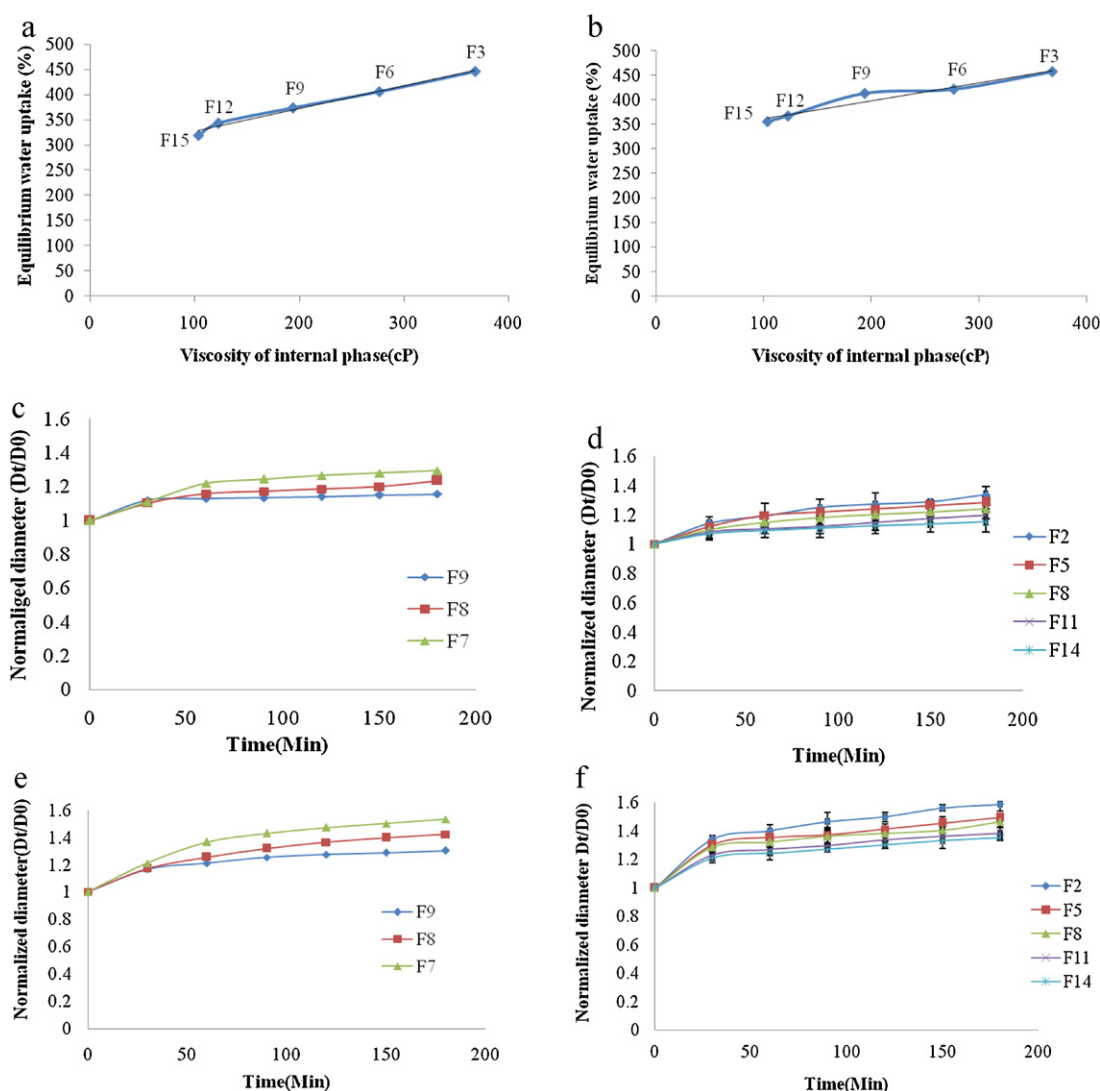 a
Equilibrium water uptake (%)
500
450
400
350
300
250
200
150
100
50
0
F15
F12
F9
F6
F3
0
100
200
300
400
Viscosity of internal phase(cP)
b
Equilibrium water uptake (%)
500
450
400
350
300
250
200
150
100
50
0
F15
F12
F9
F6
F3
0
100
200
300
400
Viscosity of internal phase(cP)
c
Normaliged diameter (Dt/D0)
1.6
1.4
1.2
1
0.8
0.6
0.4
0.2
0
F9
F8
F7
0
50
100
150
200
Time(Min)
d
Normalized diameter (Dt/D0)
1.6
1.4
1.2
1
0.8
0.6
0.4
0.2
0
F2
F5
F8
F11
F14
0
50
100
150
200
Time(Min)
e
Normalized diameter(Dt/D0)
1.6
1.4
1.2
1
0.8
0.6
0.4
0.2
0
F9
F8
F7
0
50
100
150
200
Time(Min)
f
Normalized diameter Dt/D0)
1.6
1.4
1.2
1
0.8
0.6
0.4
0.2
0
F2
F5
F8
F11
F14
0
50
100
150
200
Time(Min)